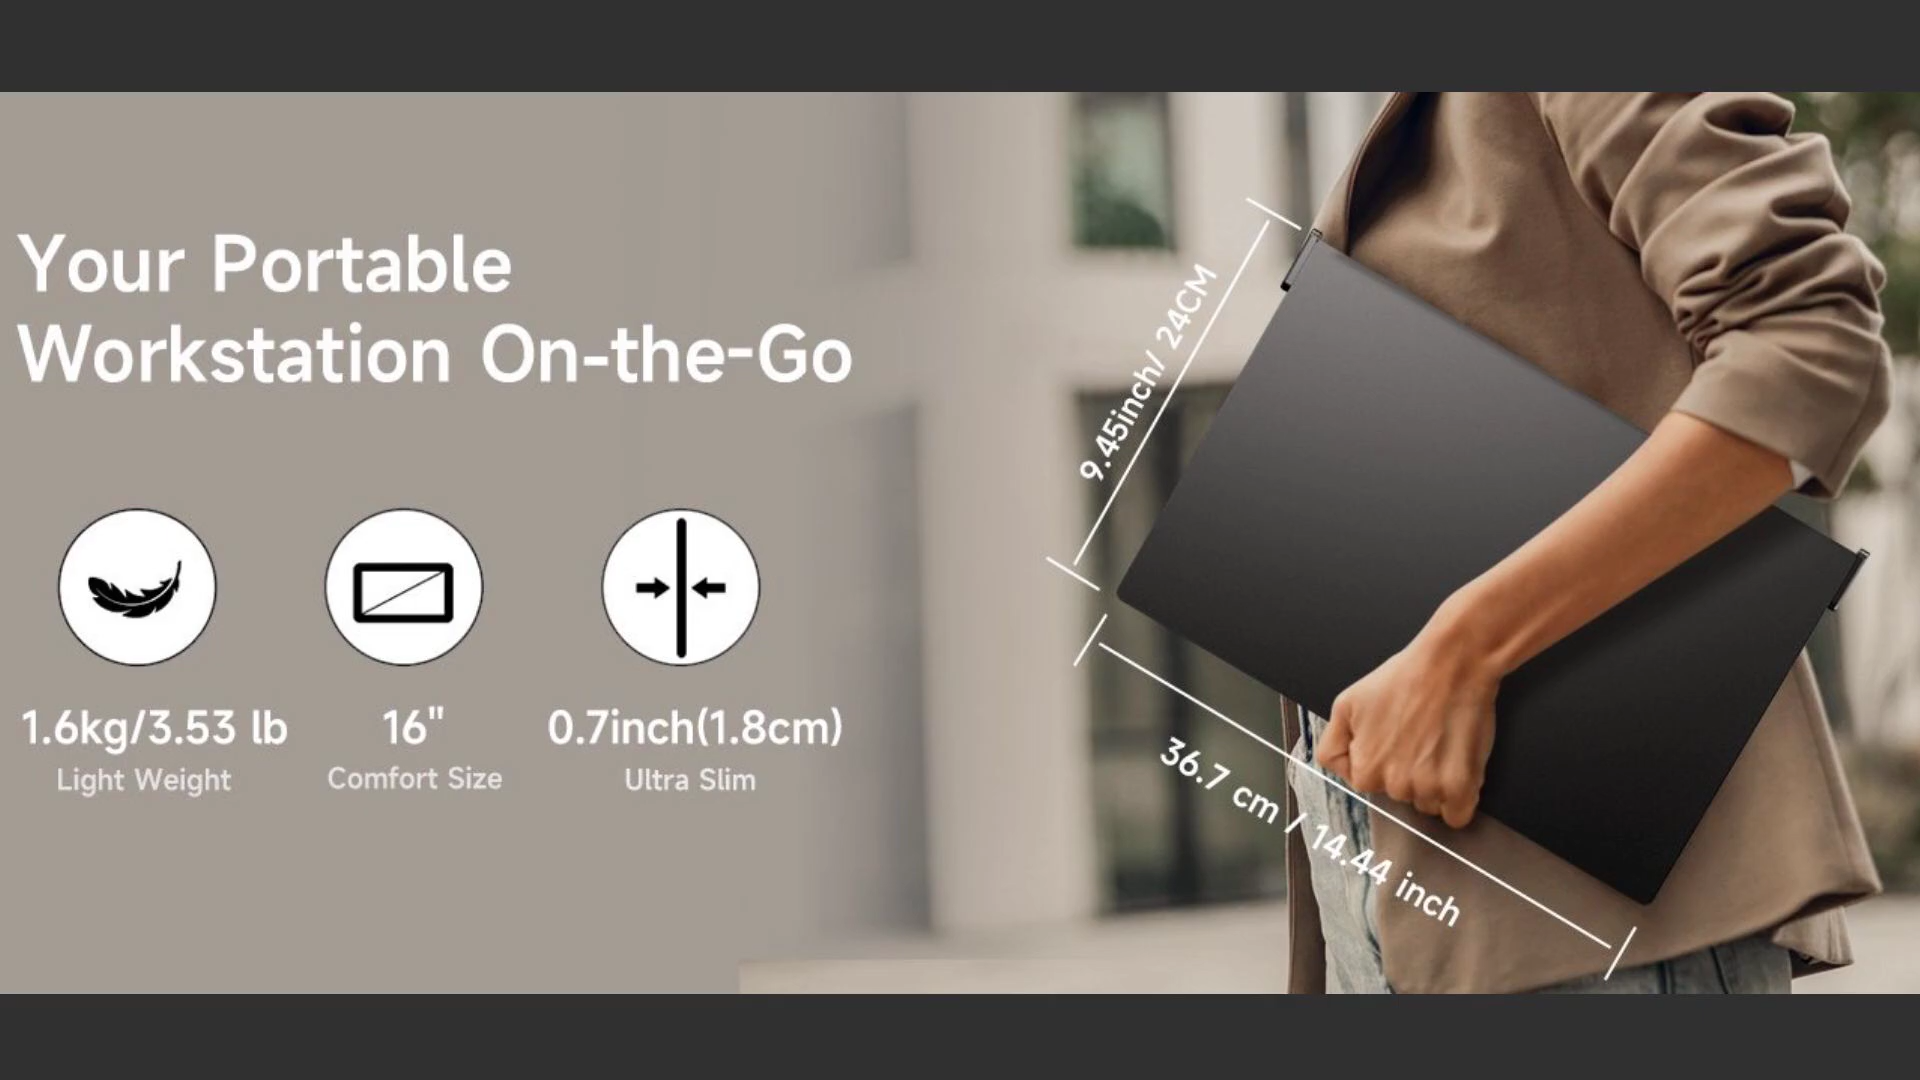 Your Portable
Workstation On-the-Go
1.6kg/3.53 lb
Light Weight
16"
Comfort Size
0.7inch(1.8cm)
Ultra Slim
9.45inch/ 24CM
36.7 cm / 14.44 inch